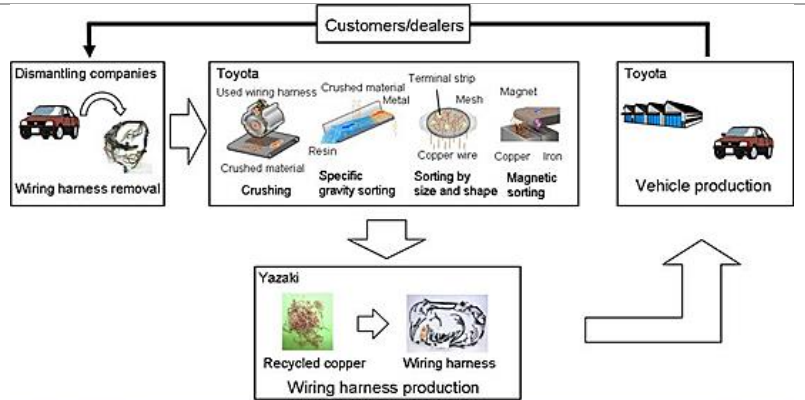 Customers/dealers
Dismantling companies
Wiring harness removal
Toyota
Used wiring harness
Crushed material
Crushing
Crushed material
Metal
Resin
Specific
gravity sorting
Terminal strip
Mesh
Copper wire
Sorting by
size and shape
Magnet
Copper Iron
Magnetic
sorting
Toyota
Vehicle production
Yazaki
Recycled copper
Wiring harness
Wiring harness production